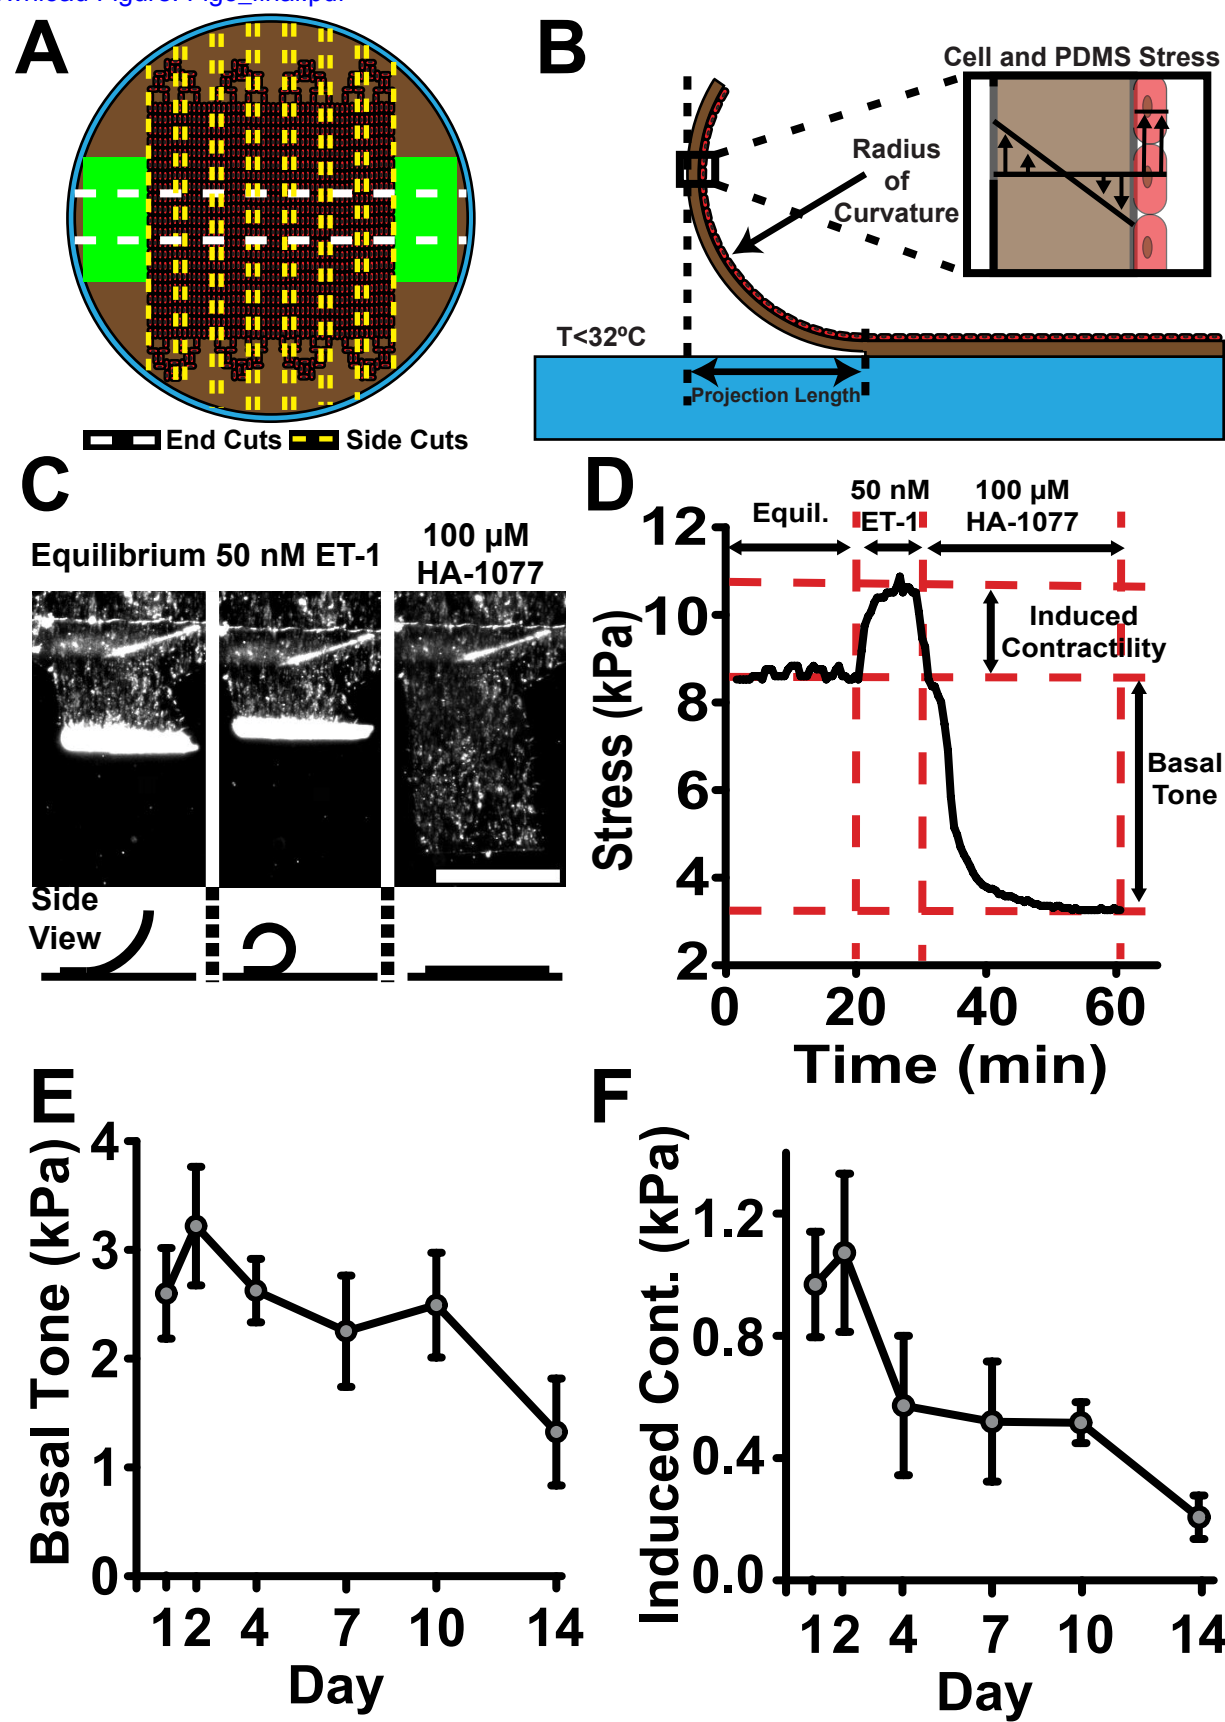 A
End Cuts
Side Cuts
B
Cell and PDMS Stress
Radius
of
Curvature
T<32ºC
Projection Length
C
Equilibrium
50 nM ET-1
100 µM
HA-1077
Side
View
D
Equil.
50 nM
ET-1
100 µM
HA-1077
12
10
8
6
4
2
Stress (kPa)
Induced
Contractility
Basal
Tone
0
20
40
60
Time (min)
E
4
3
2
1
0
Basal Tone (kPa)
1
2
4
7
10
14
Day
F
1.2
0.8
0.4
0.0
Induced Cont. (kPa)
1
2
4
7
10
14
Day